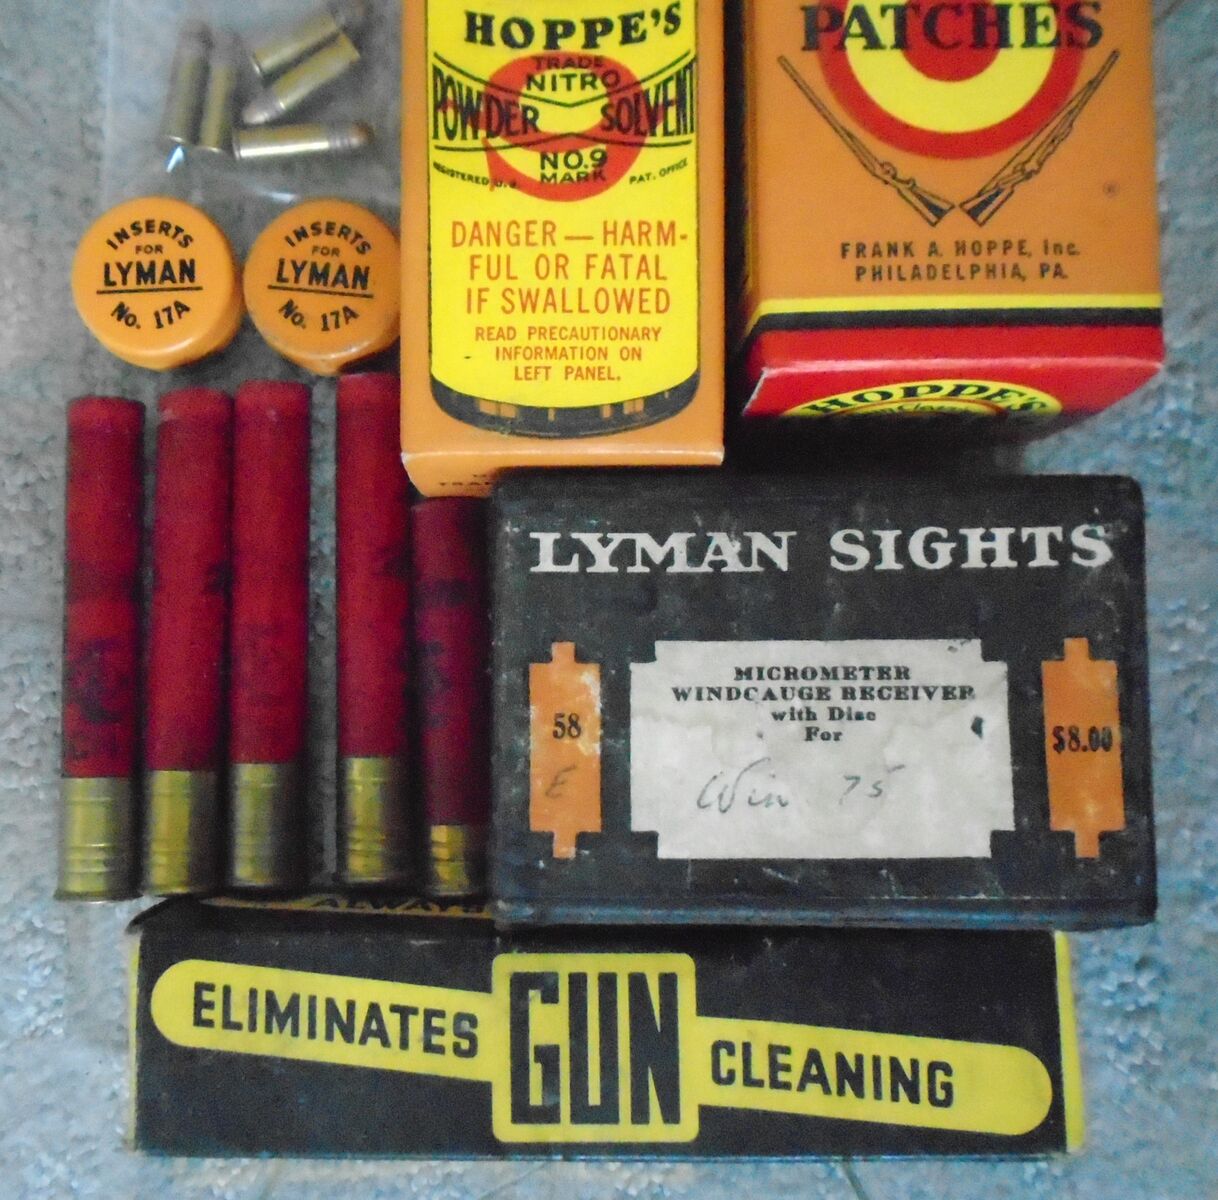 HOPPE'S
TRADE
NITRO
POWDER SOLVENT
NO. 9
MARK
REGISTERED U.S. PAT. OFFICE
DANGER — HARM-
FUL OR FATAL
IF SWALLOWED
READ PRECAUTIONARY
INFORMATION ON
LEFT PANEL.
PATCHES
FRANK A. HOPPE, Inc.
PHILADELPHIA, PA.
HOPPE'S
INSERTS
FOR
LYMAN
No. 17A
INSERTS
FOR
LYMAN
No. 17A
LYMAN SIGHTS
MICROMETER
WINDGAUGE RECEIVER
with Disc
For
Win 75
58
E
$8.00
ALWAYS
ELIMINATES GUN CLEANING